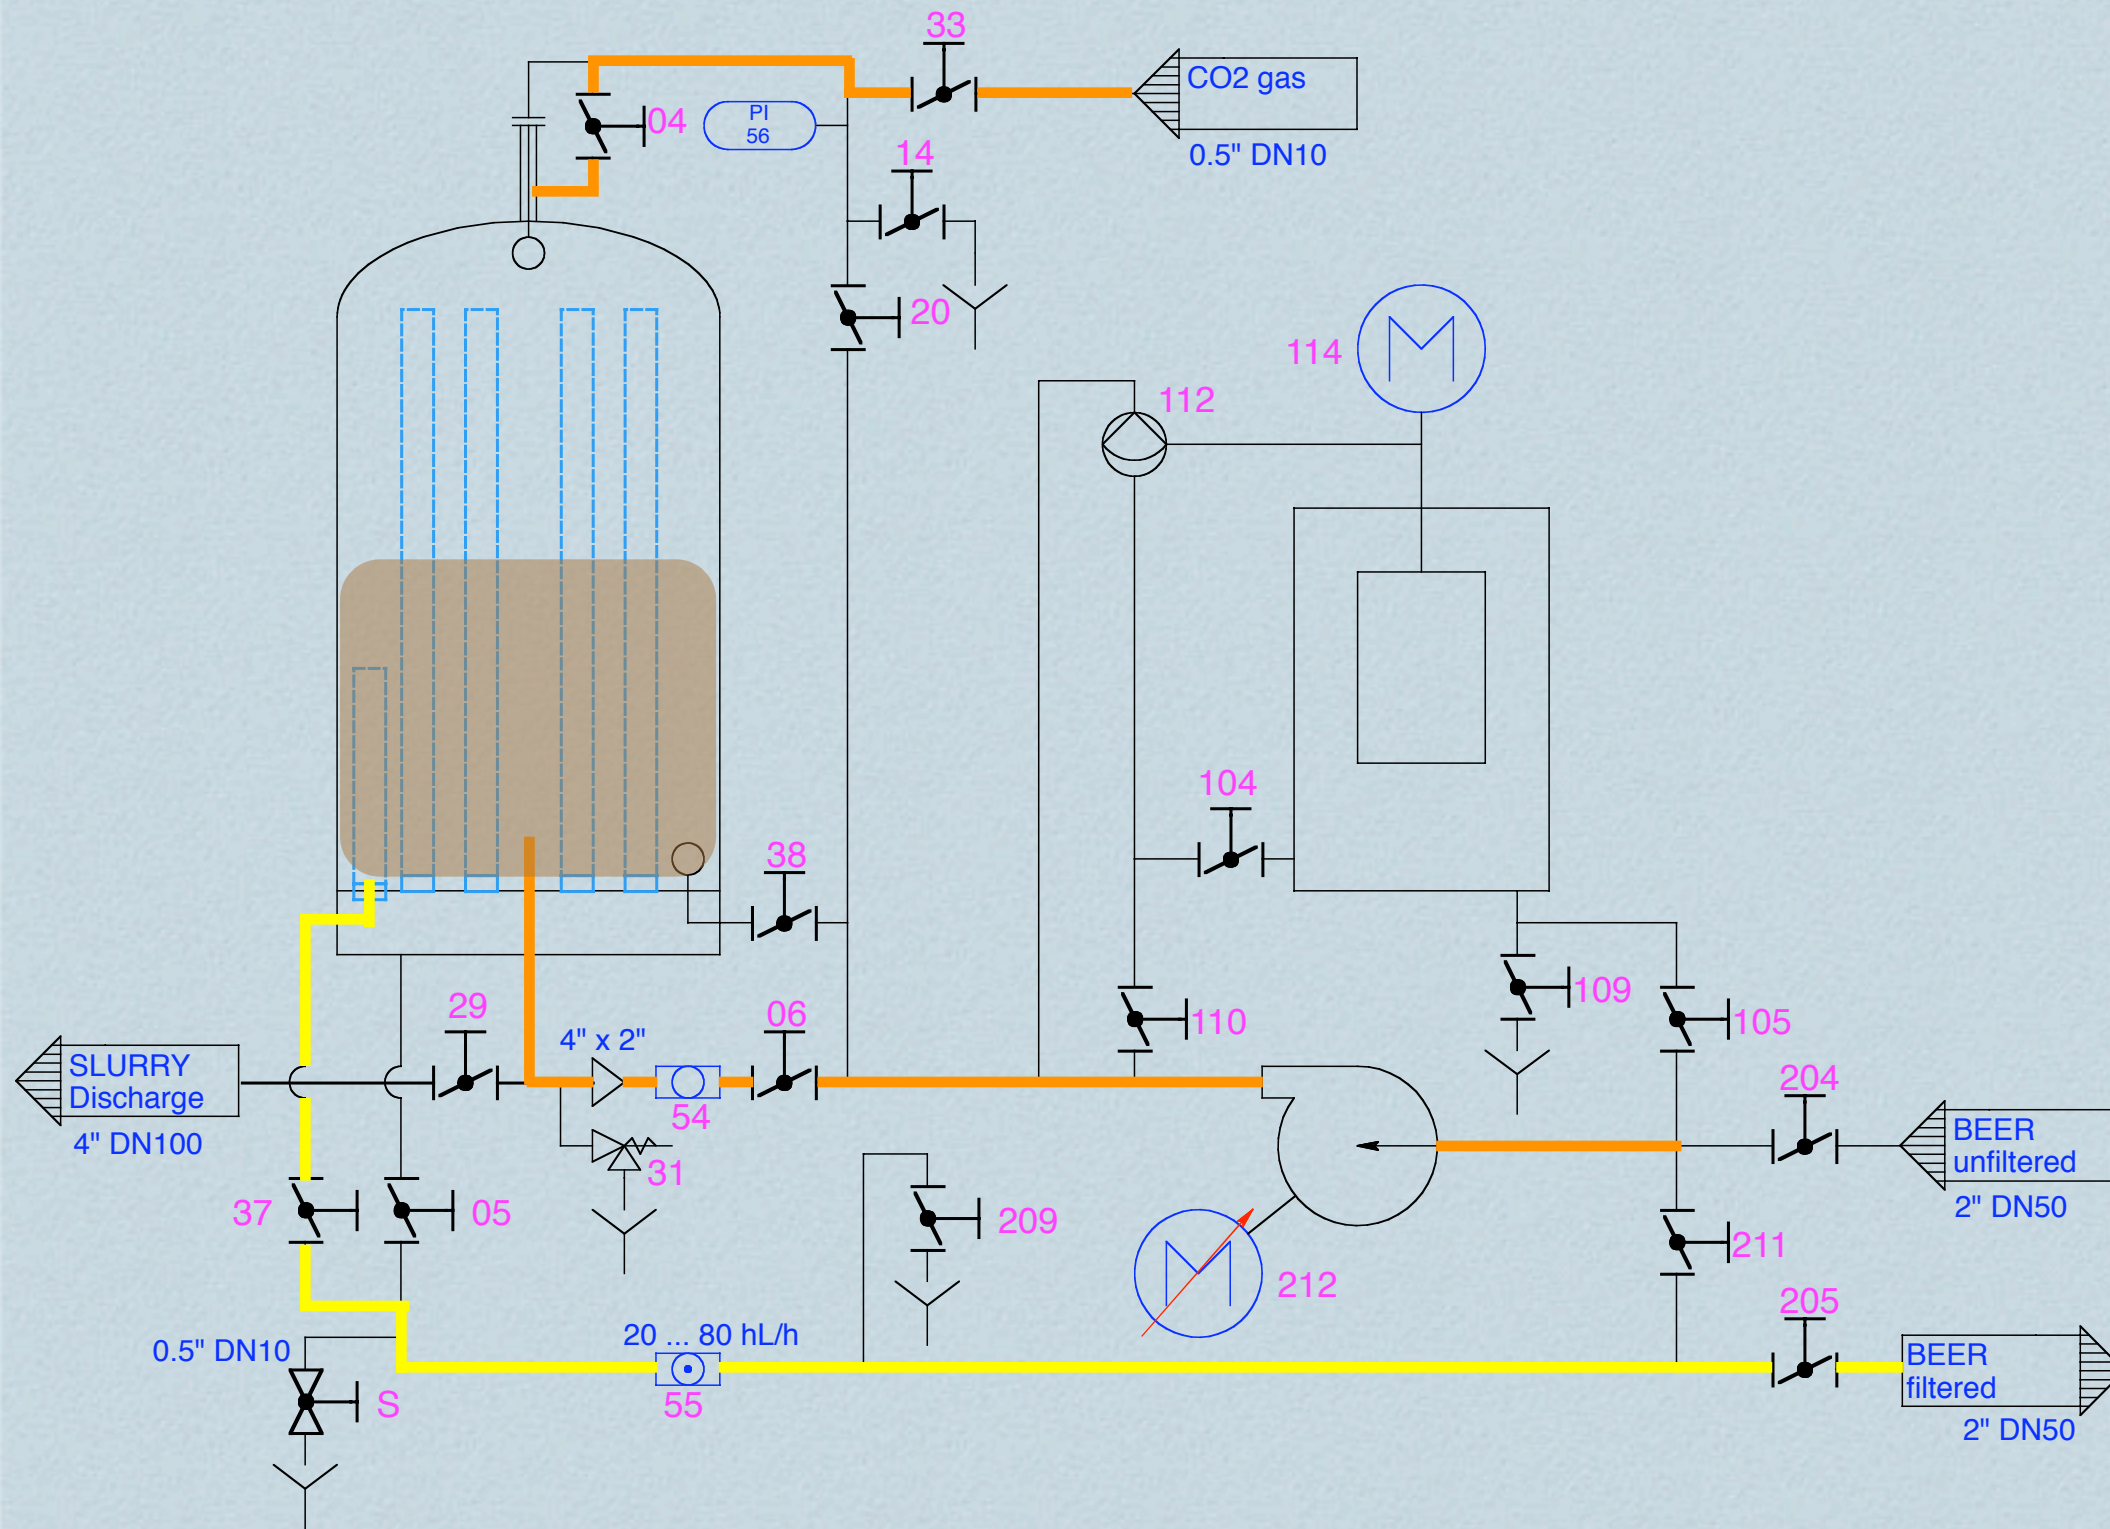 33
CO2 gas
04
PI
56
14
0.5" DN10
20
114
M
112
104
38
109
29
06
110
105
4" x 2"
SLURRY
Discharge
54
204
4" DN100
BEER
unfiltered
31
37
05
209
2" DN50
211
M
212
205
0.5" DN10
20 ... 80 hL/h
BEER
filtered
S
55
2" DN50